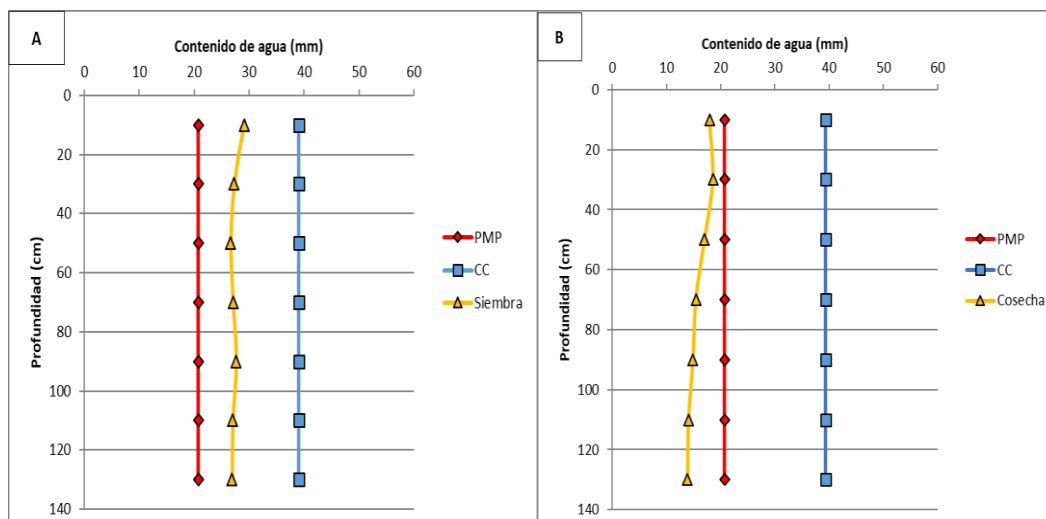 A
Contenido de agua (mm)
0 10 20 30 40 50 60
Profundidad (cm)
0
20
40
60
80
100
120
140
PMP
CC
Siembra
B
Contenido de agua (mm)
0 10 20 30 40 50 60
Profundidad (cm)
0
20
40
60
80
100
120
140
PMP
CC
Cosecha